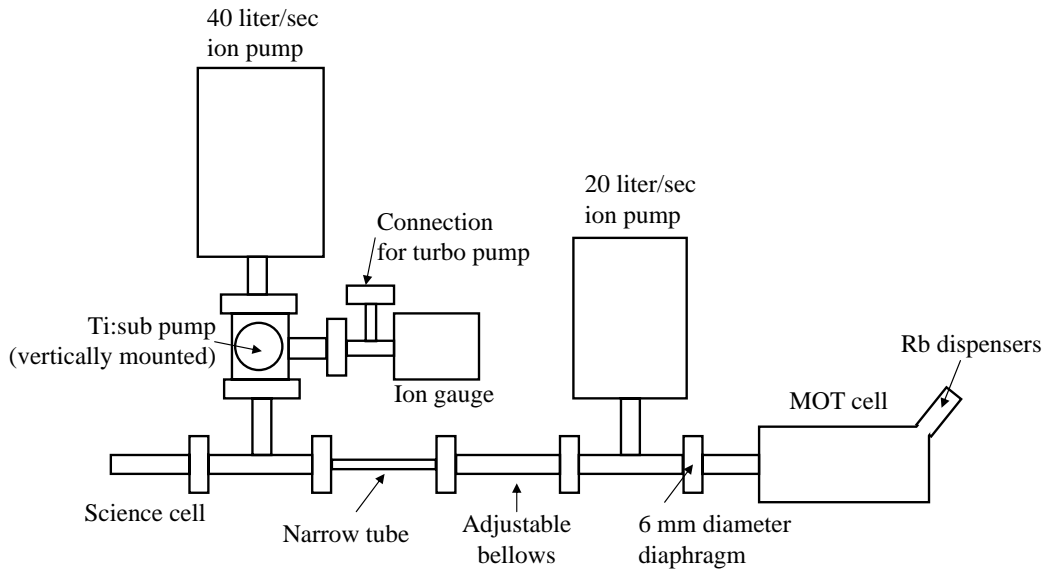 40 liter/sec
ion pump
20 liter/sec
ion pump
Connection
for turbo pump
Ti:sub pump
(vertically mounted)
Ion gauge
Rb dispensers
MOT cell
Science cell
Narrow tube
Adjustable
bellows
6 mm diameter
diaphragm